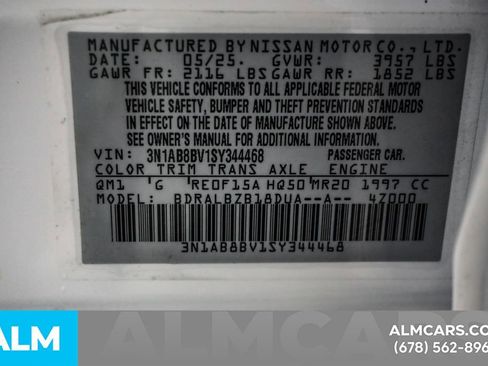 MANUFACTURED BY NISSAN MOTOR CO., LTD.
DATE: 05/25. GVWR: 3957 LBS
GAWR FR: 2116 LBS GAWR RR: 1852 LBS
THIS VEHICLE CONFORMS TO ALL APPLICABLE FEDERAL MOTOR
VEHICLE SAFETY, BUMPER AND THEFT PREVENTION STANDARDS
IN EFFECT ON THE DATE OF MANUFACTURE SHOWN ABOVE.
SEE OWNER'S MANUAL FOR ADDITIONAL INFORMATION.
VIN: 3N1AB8BV1SY344468 PASSENGER CAR.
COLOR TRIM TRANS AXLE ENGINE
QM1 'G RE0F15A HQ50 MR20 1997 CC
MODEL: BDRALBZB18DUA--A-- 4Z000
3N1AB8BV1SY344468
ALM
ALMCARS
ALMCARS.CO
(678) 562-896